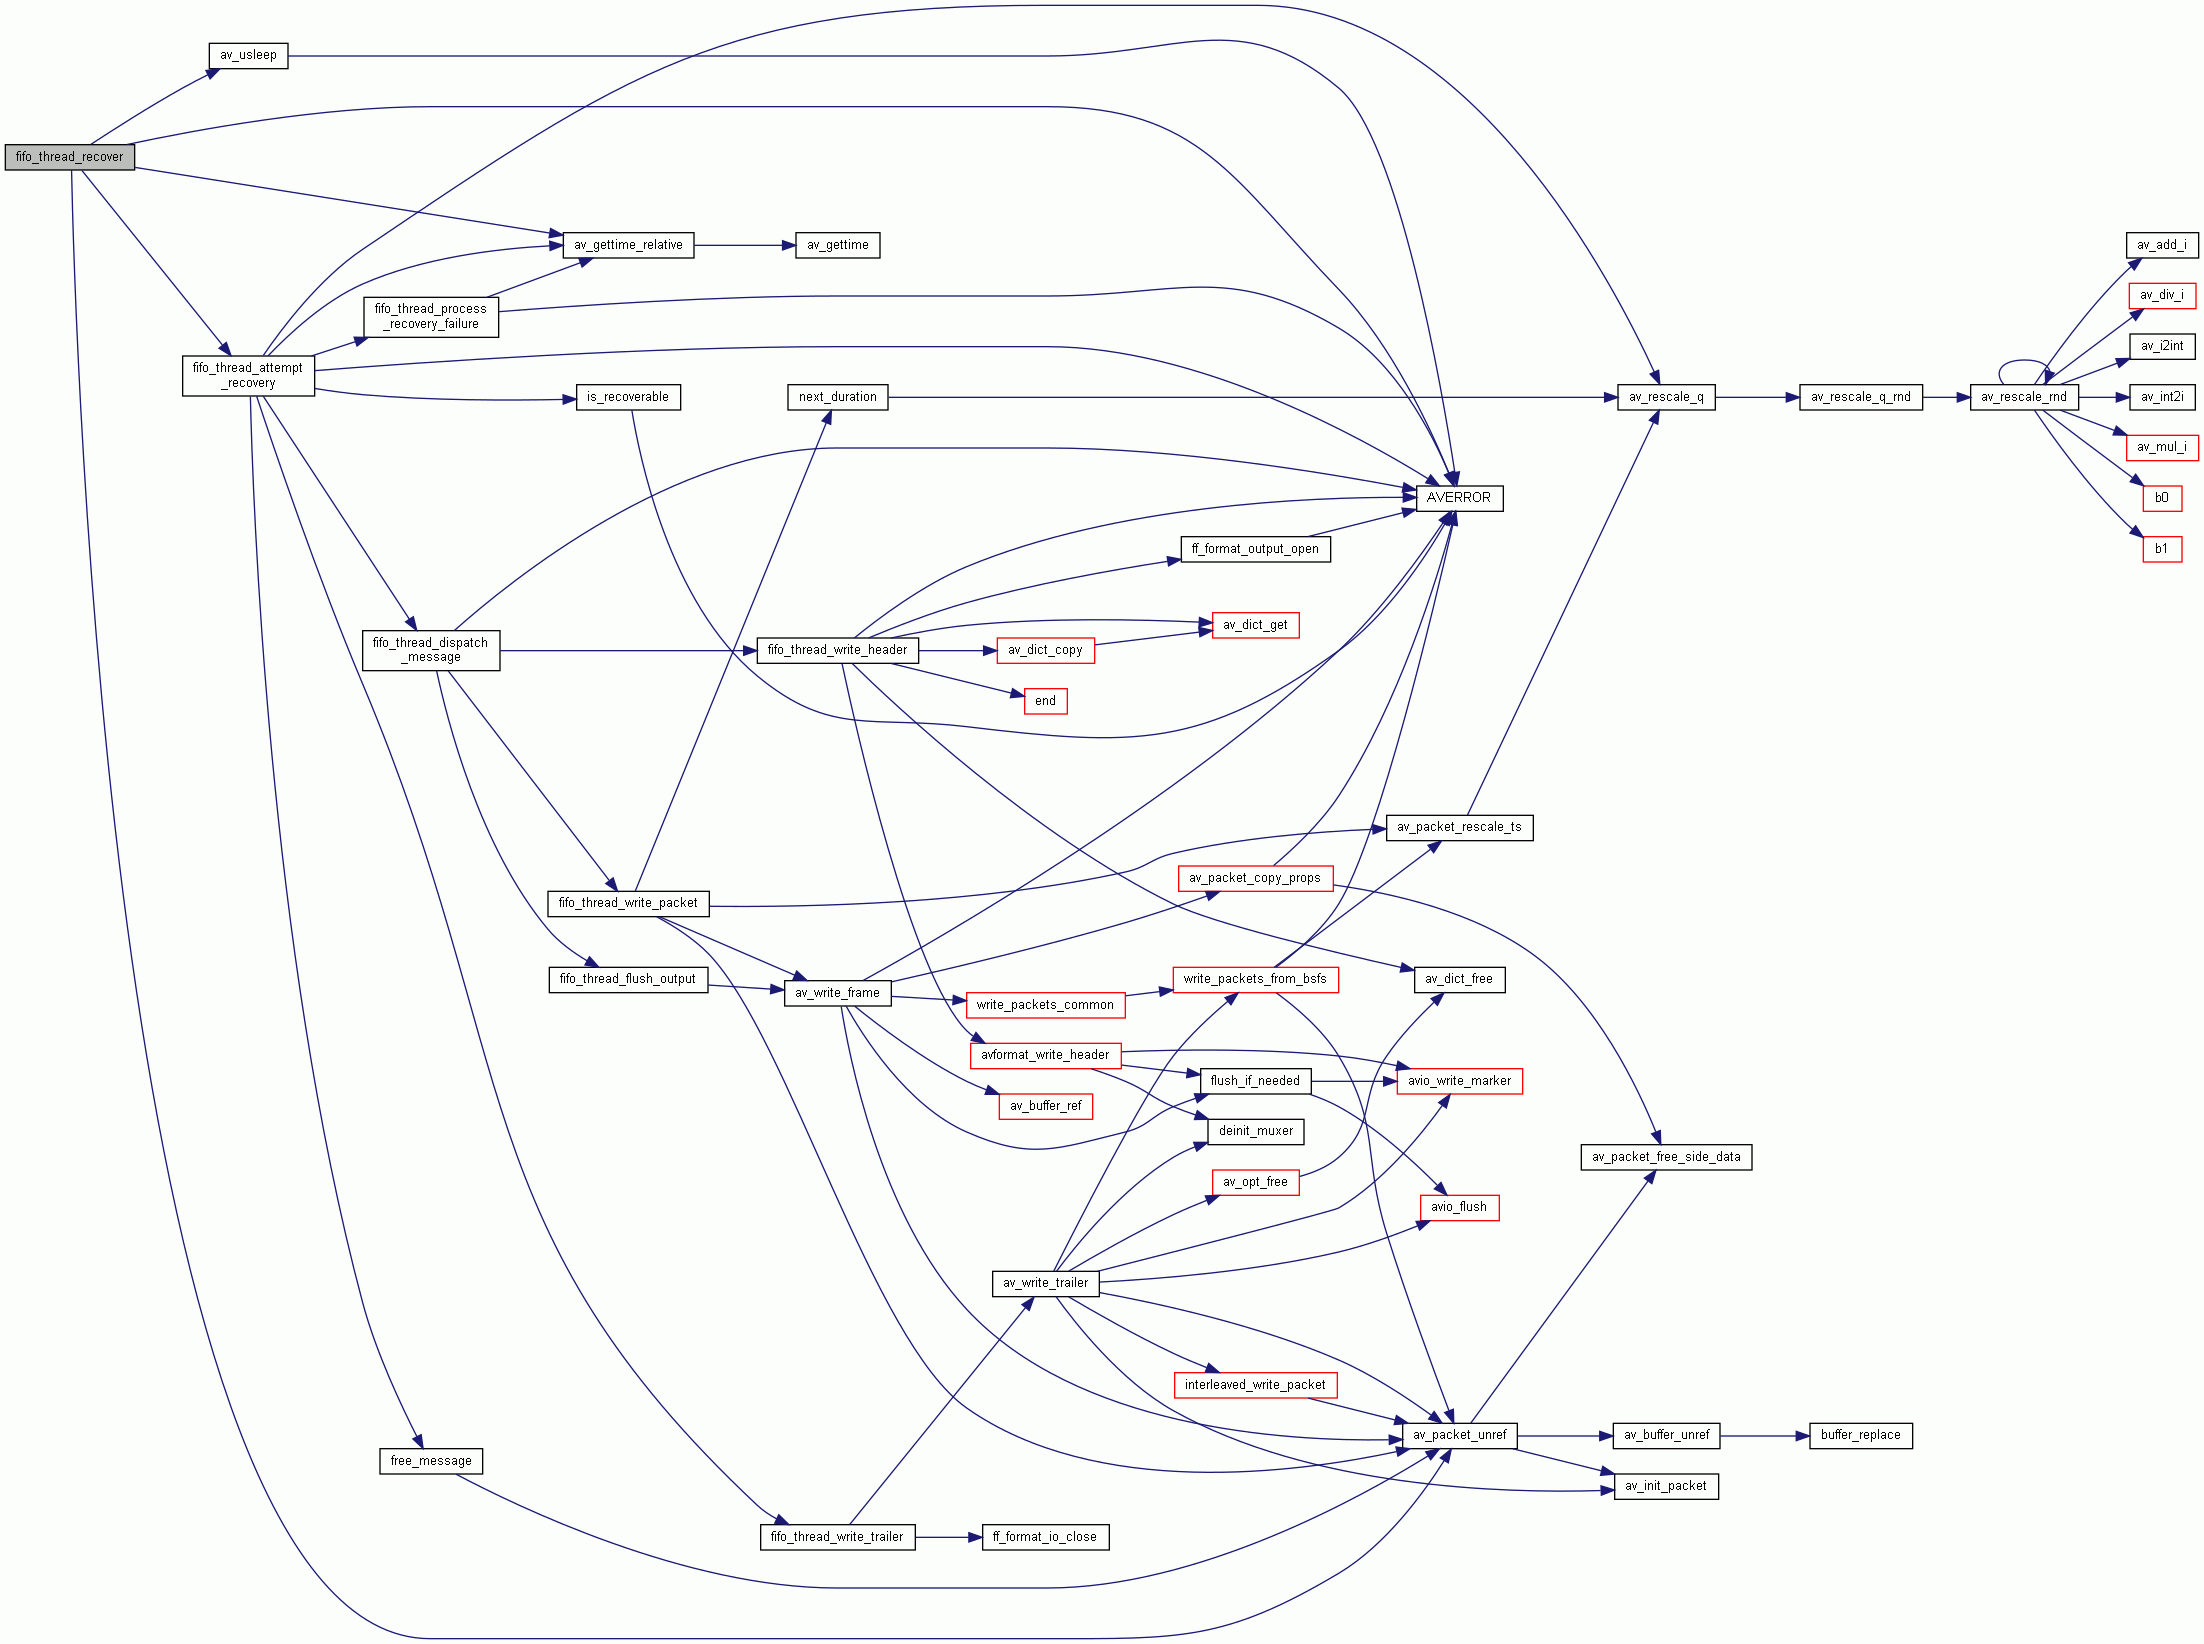 av_usleep
fifo_thread_recover
av_gettime_relative
av_gettime
av_add_i
fifo_thread_process
_recovery_failure
av_div_i
av_i2int
fifo_thread_attempt
_recovery
is_recoverable
next_duration
av_rescale_q
av_rescale_q_rnd
av_rescale_rnd
av_int2i
av_mul_i
AVERROR
b0
ff_format_output_open
b1
av_dict_get
fifo_thread_dispatch
_message
fifo_thread_write_header
av_dict_copy
end
av_packet_rescale_ts
av_packet_copy_props
fifo_thread_write_packet
fifo_thread_flush_output
av_write_frame
write_packets_from_bsfs
av_dict_free
write_packets_common
avformat_write_header
flush_if_needed
avio_write_marker
av_buffer_ref
deinit_muxer
av_packet_free_side_data
av_opt_free
avio_flush
av_write_trailer
interleaved_write_packet
av_packet_unref
av_buffer_unref
buffer_replace
free_message
av_init_packet
fifo_thread_write_trailer
ff_format_io_close